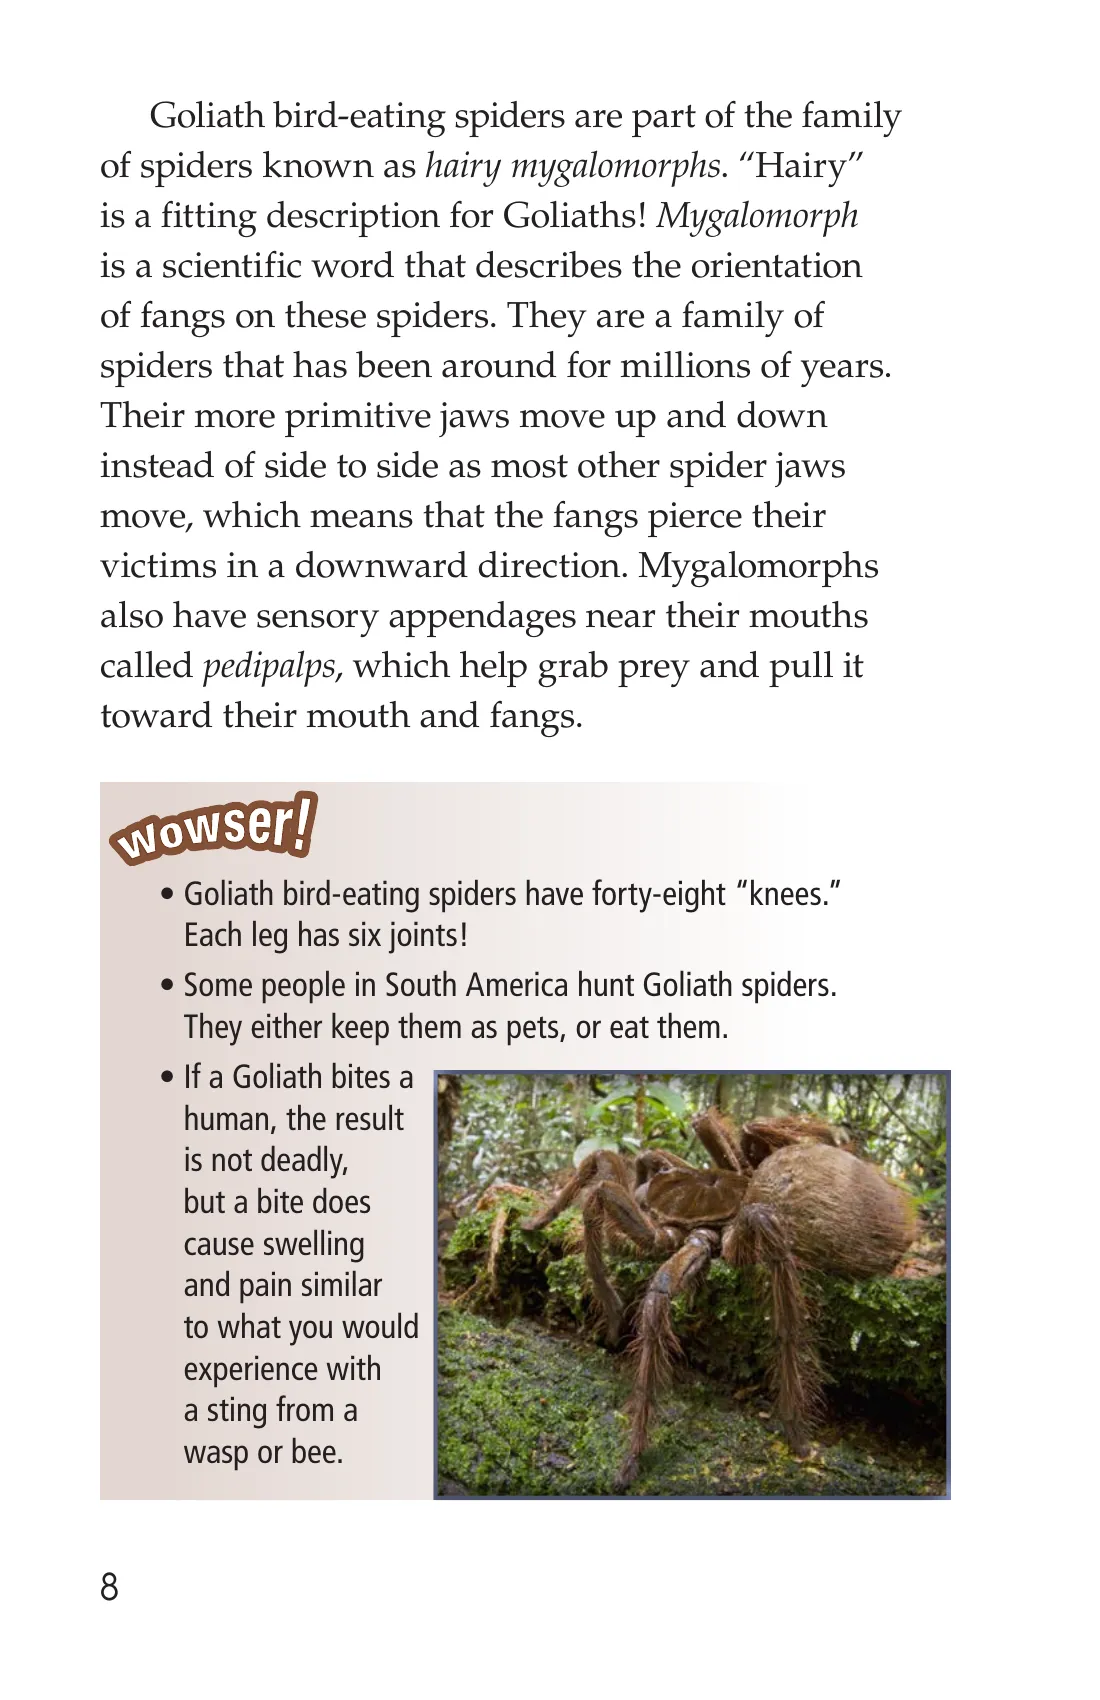 Goliath bird-eating spiders are part of the family
of spiders known as hairy mygalomorphs. “Hairy”
is a fitting description for Goliaths! Mygalomorph
is a scientific word that describes the orientation
of fangs on these spiders. They are a family of
spiders that has been around for millions of years.
Their more primitive jaws move up and down
instead of side to side as most other spider jaws
move, which means that the fangs pierce their
victims in a downward direction. Mygalomorphs
also have sensory appendages near their mouths
called pedipalps, which help grab prey and pull it
toward their mouth and fangs.
wowser!
• Goliath bird-eating spiders have forty-eight “knees.”
Each leg has six joints!
• Some people in South America hunt Goliath spiders.
They either keep them as pets, or eat them.
• If a Goliath bites a
human, the result
is not deadly,
but a bite does
cause swelling
and pain similar
to what you would
experience with
a sting from a
wasp or bee.
8